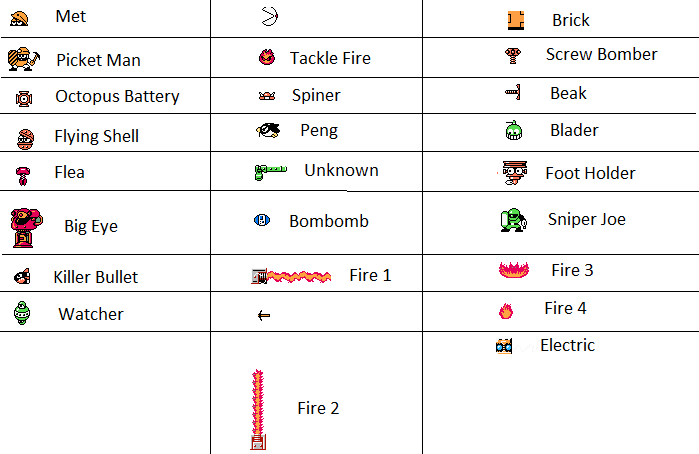 Met
Brick
Picket Man
Tackle Fire
Screw Bomber
Octopus Battery
Spiner
Beak
Flying Shell
Peng
Blader
Flea
Unknown
Foot Holder
Big Eye
Bombomb
Sniper Joe
Killer Bullet
Fire 1
Fire 3
Watcher
Fire 4
Electric
Fire 2